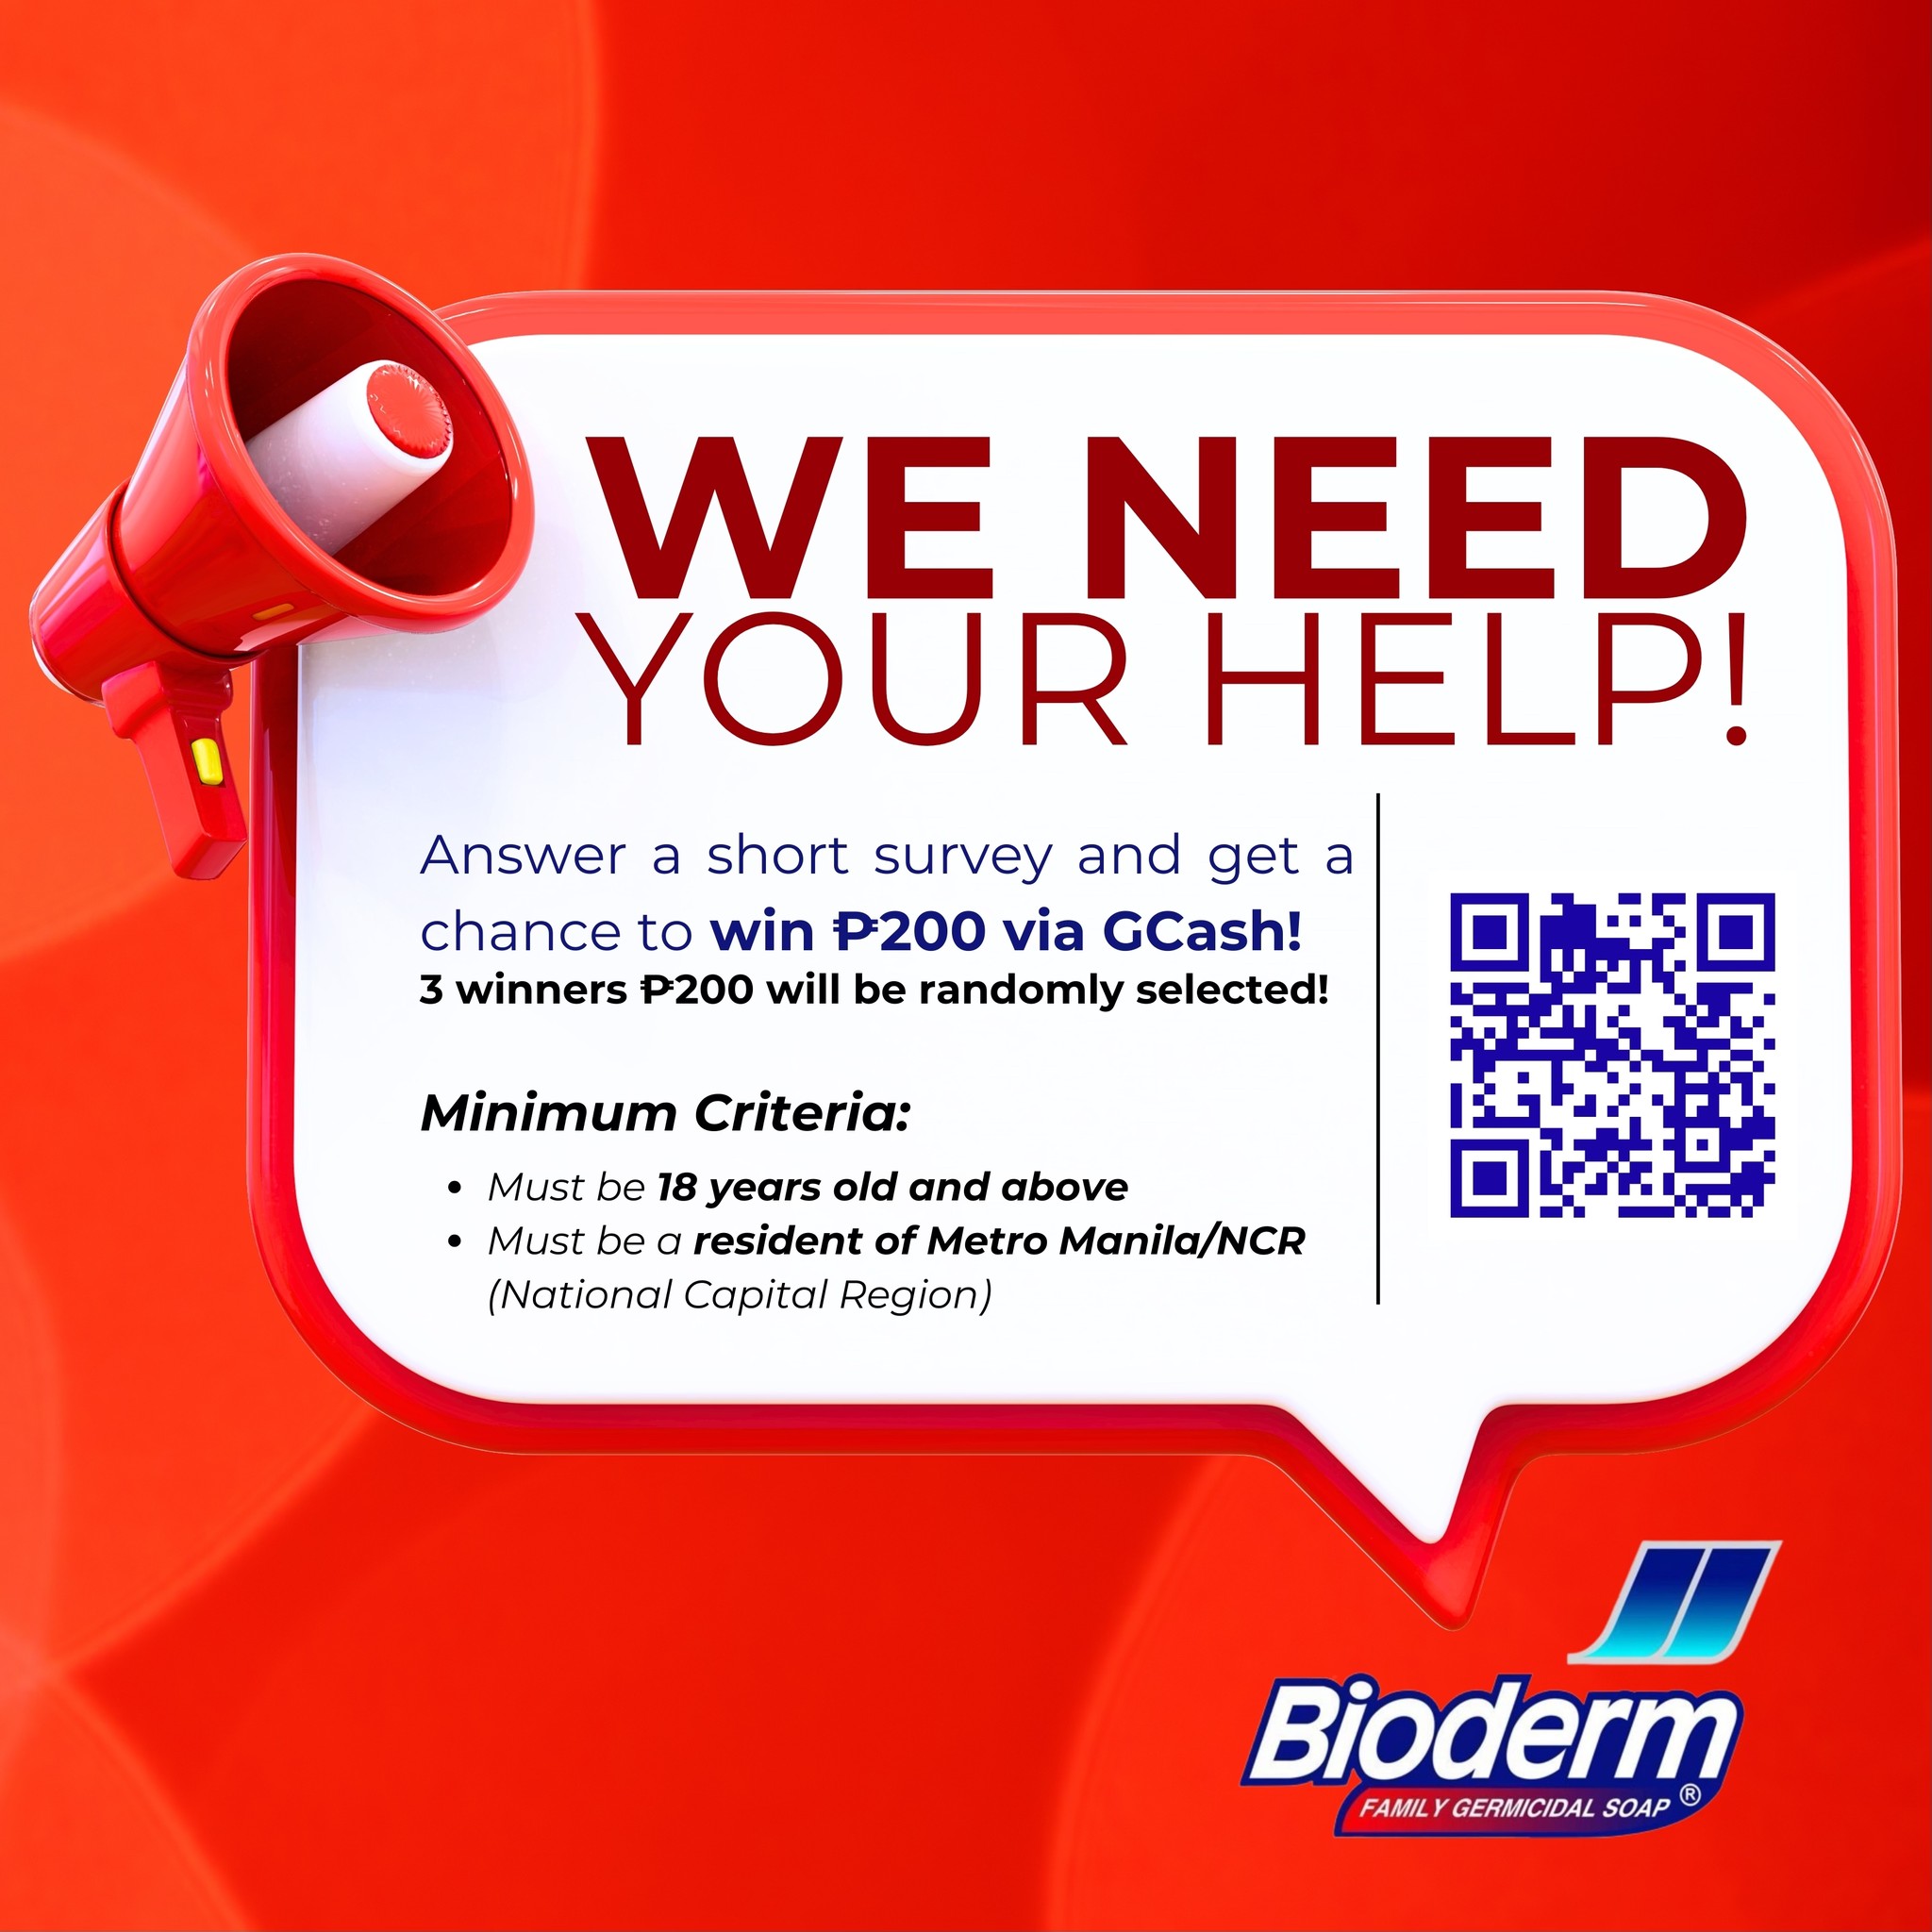 WE NEED
YOUR HELP!
Answer a short survey and get a
chance to win ₱200 via GCash!
3 winners ₱200 will be randomly selected!
Minimum Criteria:
• Must be 18 years old and above
• Must be a resident of Metro Manila/NCR
(National Capital Region)
Bioderm
FAMILY GERMICIDAL SOAP ®